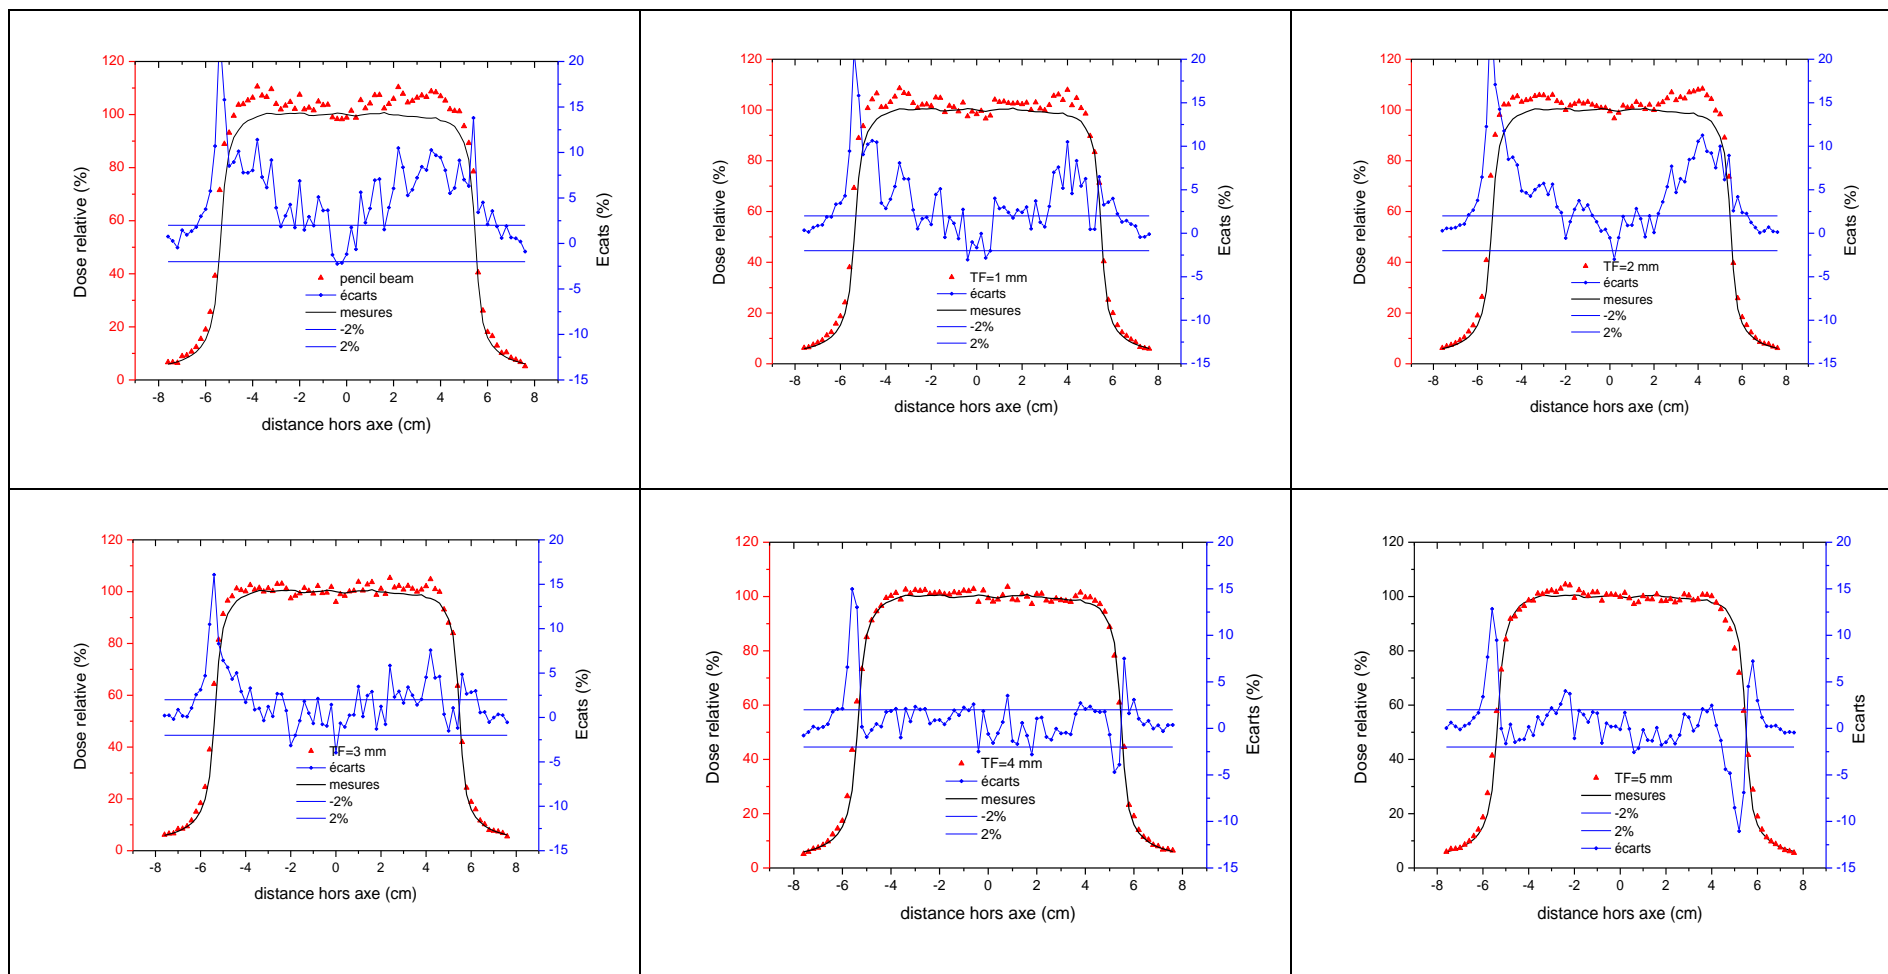 120
100
80
60
40
20
0
20
15
10
5
0
-5
-10
-15
-8 -6 -4 -2 0 2 4 6 8
Dose relative (%)
Ecats (%)
distance hors axe (cm)
pencil beam
écarts
mesures
-2%
2%
120
100
80
60
40
20
0
20
15
10
5
0
-5
-10
-15
-8 -6 -4 -2 0 2 4 6 8
Dose relative (%)
Ecats (%)
distance hors axe (cm)
TF=1 mm
écarts
mesures
-2%
2%
120
100
80
60
40
20
0
20
15
10
5
0
-5
-10
-15
-8 -6 -4 -2 0 2 4 6 8
Dose relative (%)
Ecats (%)
distance hors axe (cm)
TF=2 mm
écarts
mesures
-2%
2%
120
100
80
60
40
20
0
20
15
10
5
0
-5
-10
-15
-8 -6 -4 -2 0 2 4 6 8
Dose relative (%)
Ecats (%)
distance hors axe (cm)
TF=3 mm
écarts
mesures
-2%
2%
120
100
80
60
40
20
0
20
15
10
5
0
-5
-10
-15
-8 -6 -4 -2 0 2 4 6 8
Dose relative (%)
Ecarts (%)
distance hors axe (cm)
TF=4 mm
écarts
mesures
-2%
2%
120
100
80
60
40
20
0
20
15
10
5
0
-5
-10
-15
-8 -6 -4 -2 0 2 4 6 8
Dose relative (%)
Ecarts
distance hors axe (cm)
TF=5 mm
mesures
-2%
2%
écarts